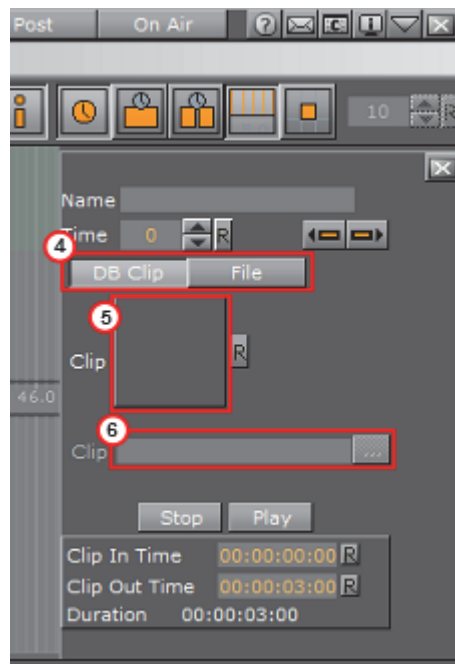 Post On Air ?
10 R
Name
Time 0 R
4
DB Clip File
5
Clip R
46.0
6
Clip ...
Stop Play
Clip In Time 00:00:00:00 R
Clip Out Time 00:00:03:00 R
Duration 00:00:03:00